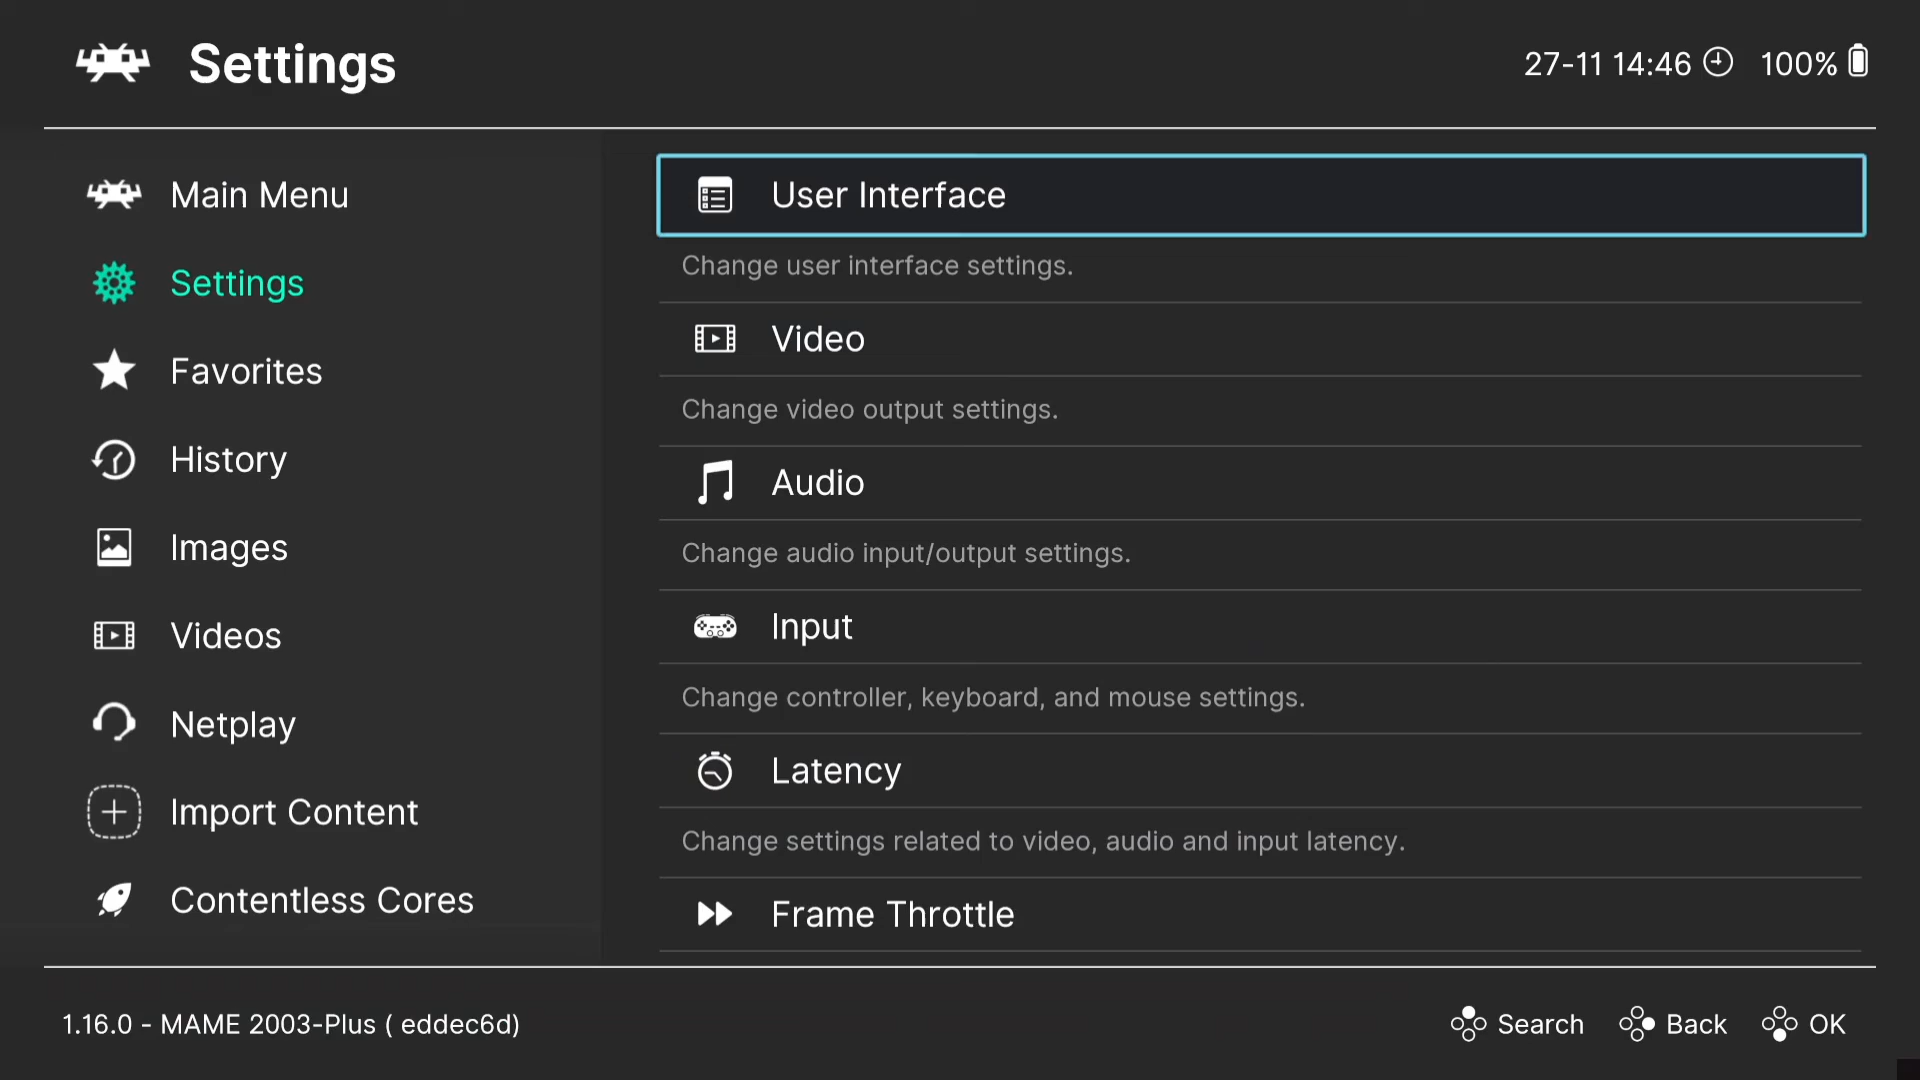 Settings
27-11 14:46
100%
Main Menu
Settings
Favorites
History
Images
Videos
Netplay
Import Content
Contentless Cores
User Interface
Change user interface settings.
Video
Change video output settings.
Audio
Change audio input/output settings.
Input
Change controller, keyboard, and mouse settings.
Latency
Change settings related to video, audio and input latency.
Frame Throttle
1.16.0 - MAME 2003-Plus ( eddec6d)
Search
Back
OK